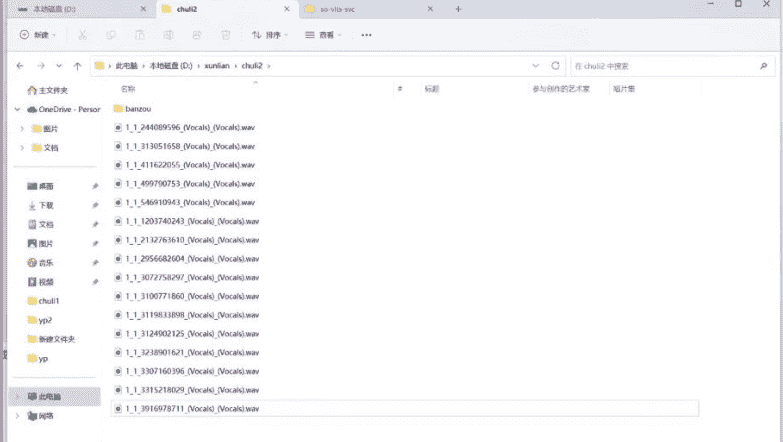 本地磁盘 (D:)
chuli2
so-vits-svc
新建
排序
查看
此电脑 > 本地磁盘 (D:) > xunlian > chuli2 >
在 chuli2 中搜索
名称
#
标题
参与创作的艺术家
唱片集
主文件夹
OneDrive - Person
图片
文档
桌面
下载
文档
图片
音乐
视频
chuli1
yp2
新建文件夹
yp
此电脑
网络
banzou
1_1_244089596_(Vocals)_(Vocals).wav
1_1_313051658_(Vocals)_(Vocals).wav
1_1_411622055_(Vocals)_(Vocals).wav
1_1_499790753_(Vocals)_(Vocals).wav
1_1_546910943_(Vocals)_(Vocals).wav
1_1_1203740243_(Vocals)_(Vocals).wav
1_1_2132763610_(Vocals)_(Vocals).wav
1_1_2956682604_(Vocals)_(Vocals).wav
1_1_3072758297_(Vocals)_(Vocals).wav
1_1_3100771860_(Vocals)_(Vocals).wav
1_1_3119833898_(Vocals)_(Vocals).wav
1_1_3124902125_(Vocals)_(Vocals).wav
1_1_3238901621_(Vocals)_(Vocals).wav
1_1_3307160396_(Vocals)_(Vocals).wav
1_1_3315218029_(Vocals)_(Vocals).wav
1_1_3916978711_(Vocals)_(Vocals).wav